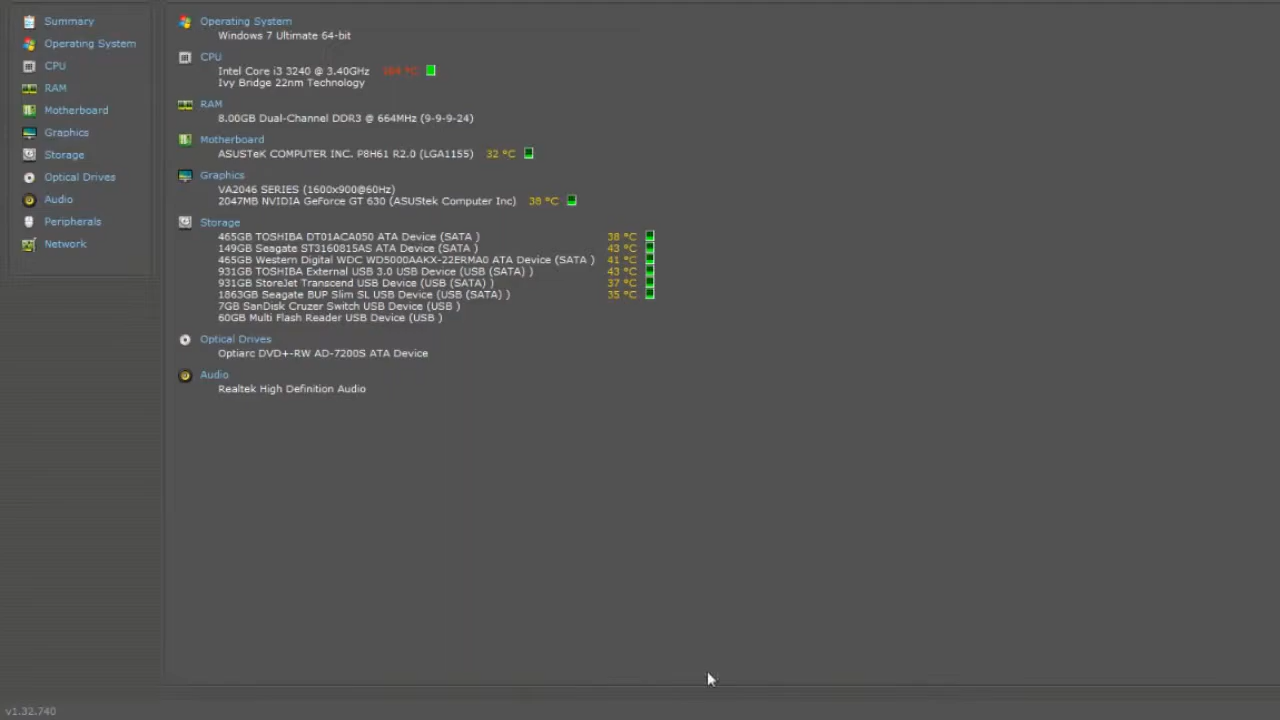 Summary
Operating System
CPU
RAM
Motherboard
Graphics
Storage
Optical Drives
Audio
Peripherals
Network
Operating System
Windows 7 Ultimate 64-bit
CPU
Intel Core i3 3240 @ 3.40GHz °C
Ivy Bridge 22nm Technology
RAM
8.00GB Dual-Channel DDR3 @ 664MHz (9-9-9-24)
Motherboard
ASUSTeK COMPUTER INC. P8H61 R2.0 (LGA1155) 32 °C
Graphics
VA2046 SERIES (1600x900@60Hz)
2047MB NVIDIA GeForce GT 630 (ASUStek Computer Inc) 38 °C
Storage
465GB TOSHIBA DT01ACA050 ATA Device (SATA ) 38 °C
149GB Seagate ST3160815AS ATA Device (SATA ) 43 °C
465GB Western Digital WDC WD5000AAKX-22ERMA0 ATA Device (SATA ) 41 °C
931GB TOSHIBA External USB 3.0 USB Device (USB (SATA) ) 43 °C
931GB StoreJet Transcend USB Device (USB (SATA) ) 37 °C
1863GB Seagate BUP Slim SL USB Device (USB (SATA) ) 35 °C
7GB SanDisk Cruzer Switch USB Device (USB )
60GB Multi Flash Reader USB Device (USB )
Optical Drives
Optiarc DVD+-RW AD-7200S ATA Device
Audio
Realtek High Definition Audio
v1.32.740